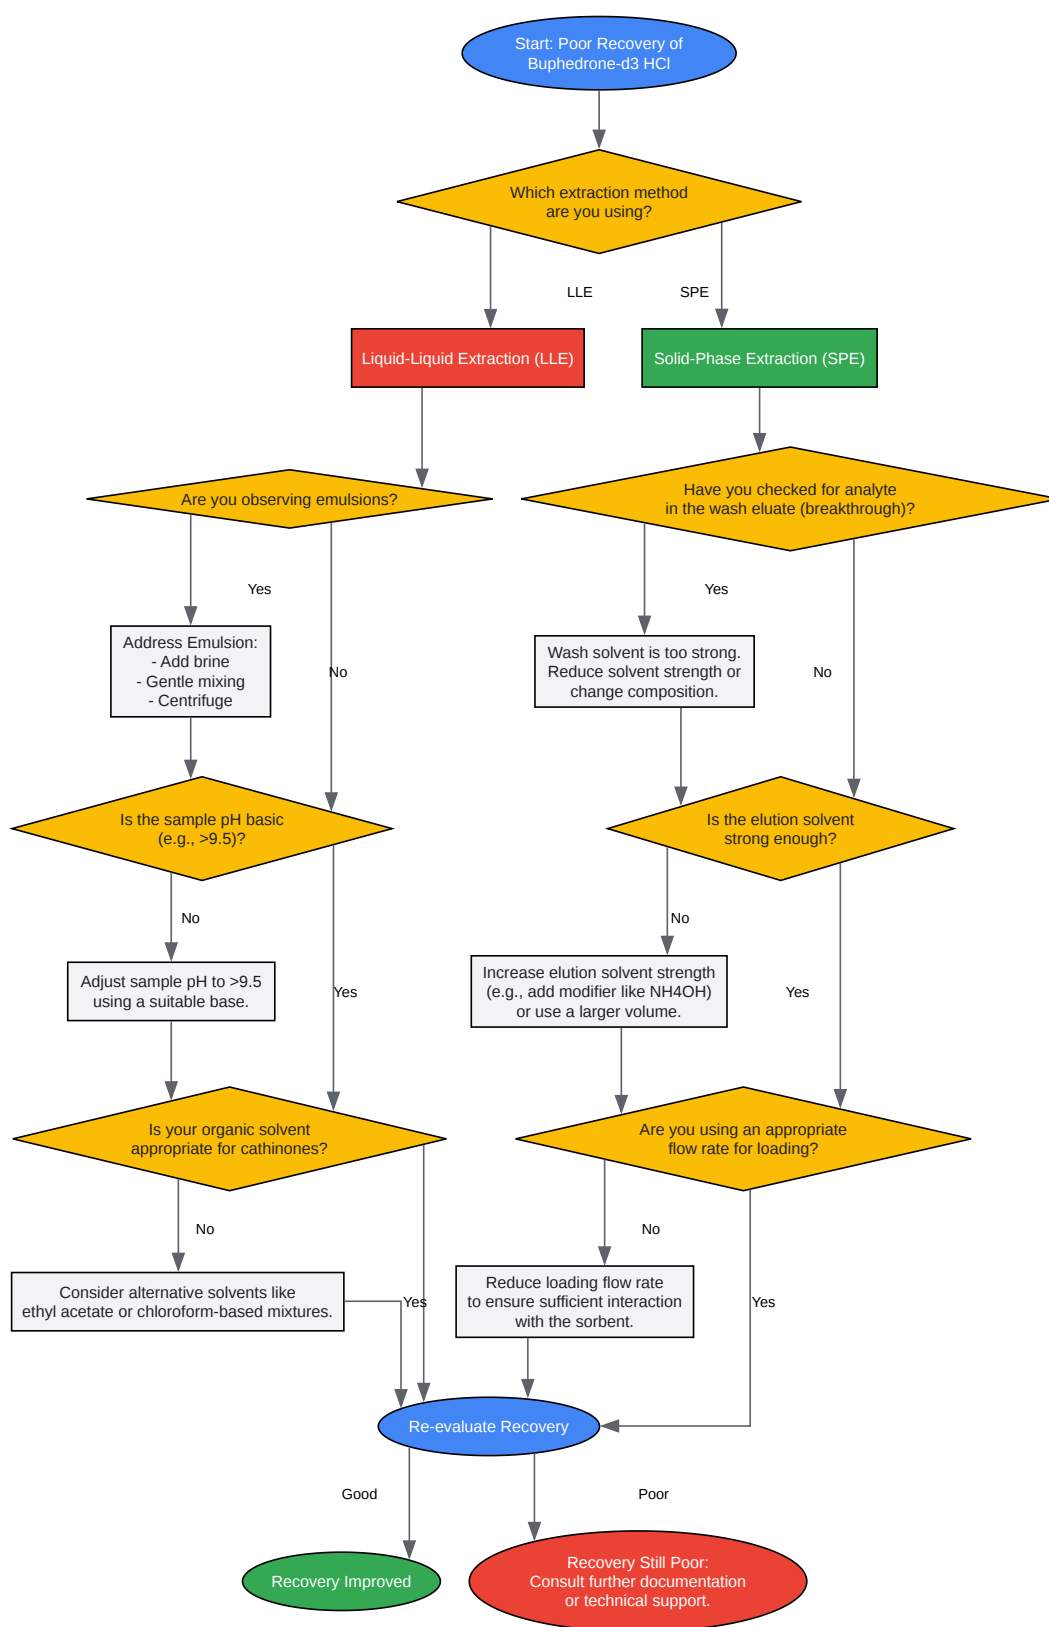 Start: Poor Recovery of
Buphedrone-d3 HCl
Which extraction method
are you using?
LLE
SPE
Liquid-Liquid Extraction (LLE)
Solid-Phase Extraction (SPE)
Are you observing emulsions?
Have you checked for analyte
in the wash eluate (breakthrough)?
Yes
Yes
Address Emulsion:
- Add brine
- Gentle mixing
- Centrifuge
No
Wash solvent is too strong.
Reduce solvent strength or
change composition.
No
Is the sample pH basic
(e.g., >9.5)?
Is the elution solvent
strong enough?
No
No
Adjust sample pH to >9.5
using a suitable base.
Yes
Increase elution solvent strength
(e.g., add modifier like NH4OH)
or use a larger volume.
Yes
Is your organic solvent
appropriate for cathinones?
Are you using an appropriate
flow rate for loading?
No
No
Consider alternative solvents like
ethyl acetate or chloroform-based mixtures.
Yes
Reduce loading flow rate
to ensure sufficient interaction
with the sorbent.
Yes
Re-evaluate Recovery
Good
Poor
Recovery Improved
Recovery Still Poor:
Consult further documentation
or technical support.